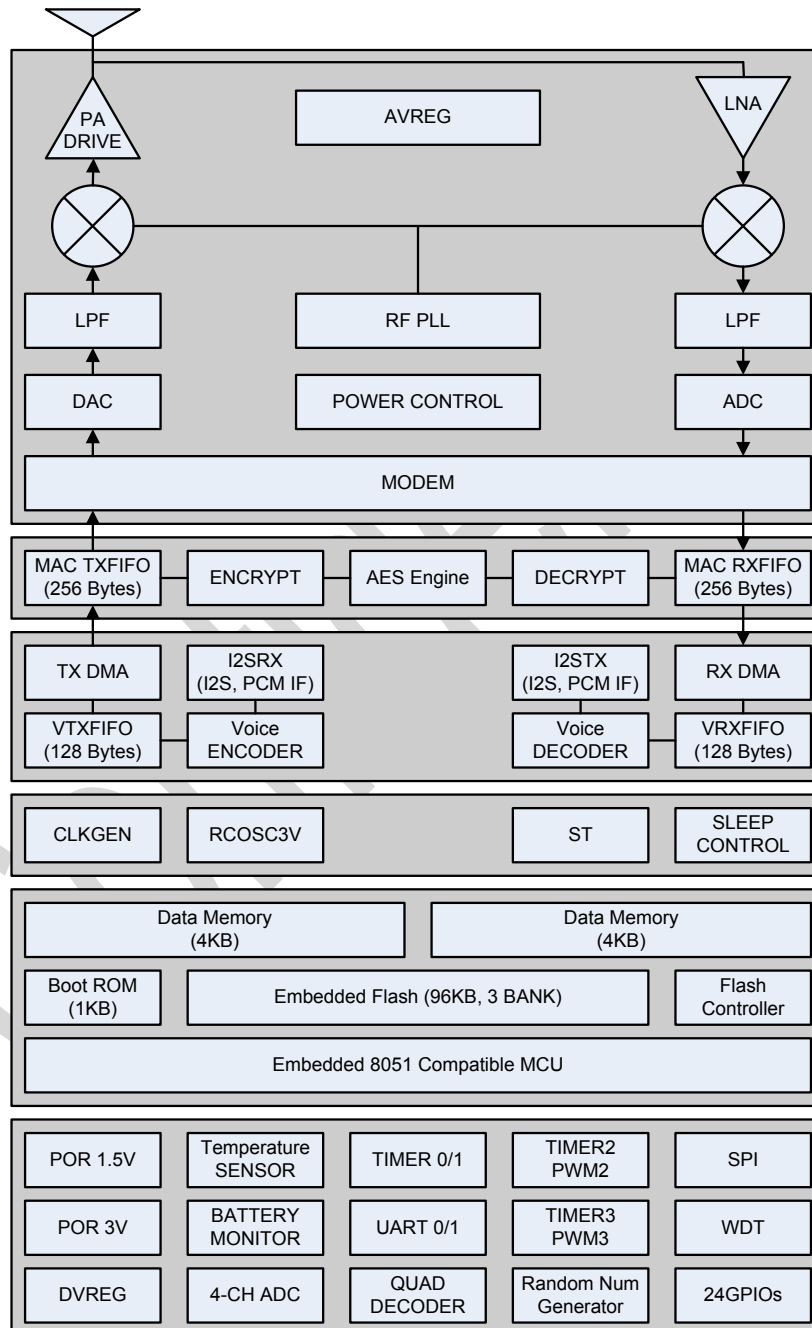 PA
DRIVE
AVREG
LNA
LPF
RF PLL
LPF
DAC
POWER CONTROL
ADC
MODEM
MAC TXFIFO
(256 Bytes)
ENCRYPT
AES Engine
DECRYPT
MAC RXFIFO
(256 Bytes)
TX DMA
I2SRX
(I2S, PCM IF)
I2STX
(I2S, PCM IF)
RX DMA
VTXFIFO
(128 Bytes)
Voice
ENCODER
Voice
DECODER
VRXFIFO
(128 Bytes)
CLKGEN
RCOSC3V
ST
SLEEP
CONTROL
Data Memory
(4KB)
Data Memory
(4KB)
Boot ROM
(1KB)
Embedded Flash (96KB, 3 BANK)
Flash
Controller
Embedded 8051 Compatible MCU
POR 1.5V
Temperature
SENSOR
TIMER 0/1
TIMER2
PWM2
SPI
POR 3V
BATTERY
MONITOR
UART 0/1
TIMER3
PWM3
WDT
DVREG
4-CH ADC
QUAD
DECODER
Random Num
Generator
24GPIOs